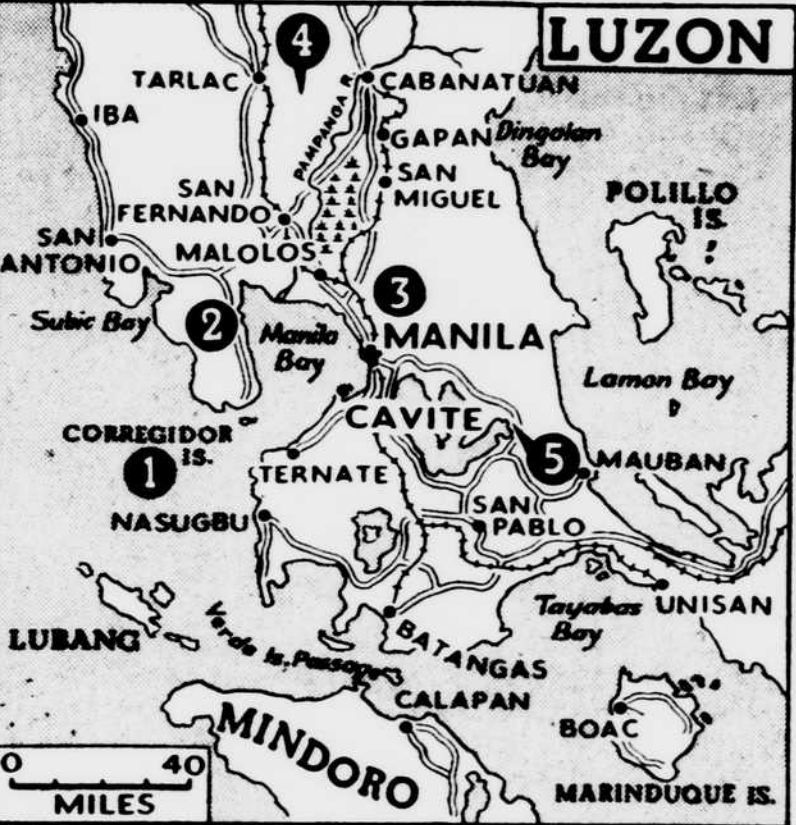 LUZON
4
TARLAC
CABANATUAN
IBA
PAMPANGA R.
GAPAN
Dingalan
Bay
SAN
MIGUEL
SAN
FERNANDO
POLILLO
IS.
SAN
ANTONIO
MALOLOS
3
Subic Bay
2
Manila
Bay
MANILA
Lamon Bay
CAVITE
CORREGIDOR
IS.
1
TERNATE
5
MAUBAN
NASUGBU
SAN
PABLO
Tayabas
Bay
UNISAN
LUBANG
Verde Is. Passage
BATANGAS
CALAPAN
MINDORO
BOAC
MARINDUQUE IS.
0 40
MILES